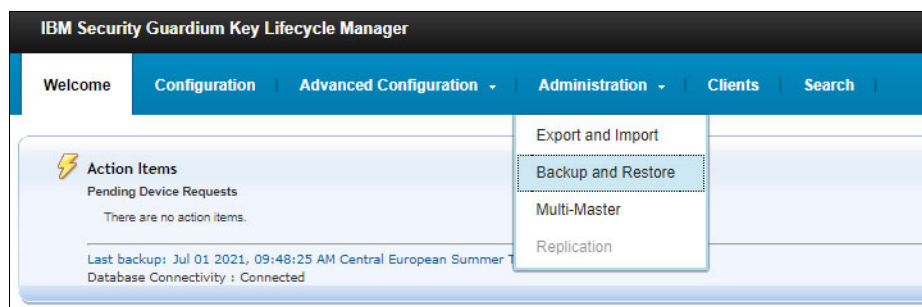 IBM Security Guardium Key Lifecycle Manager
Welcome Configuration Advanced Configuration Administration Clients Search
Export and Import
Action Items
Backup and Restore
Pending Device Requests
There are no action items.
Multi-Master
Replication
Last backup: Jul 01 2021, 09:48:25 AM Central European Summer
Database Connectivity : Connected